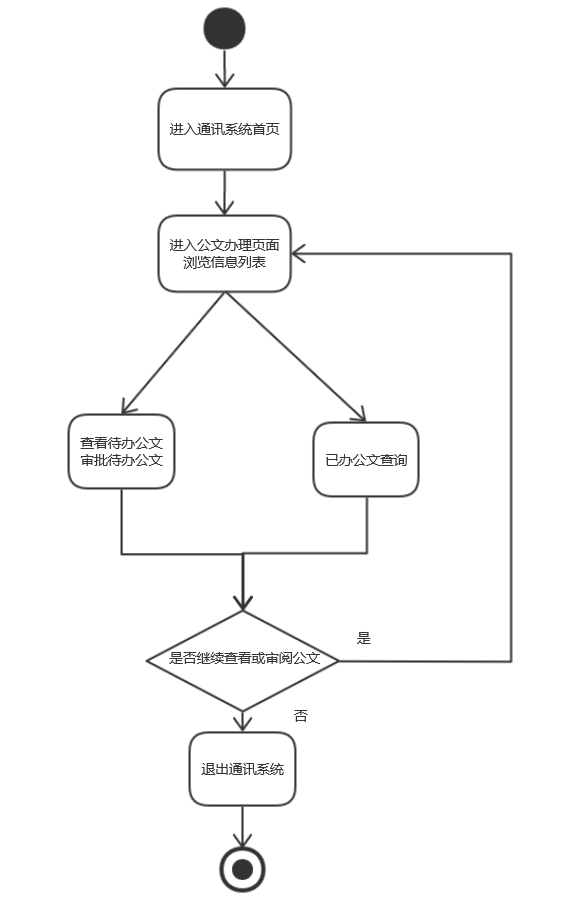 进入通讯系统首页
进入公文办理页面
浏览信息列表
查看待办公文
审批待办公文
已办公文查询
是否继续查看或审阅公文
是
否
退出通讯系统